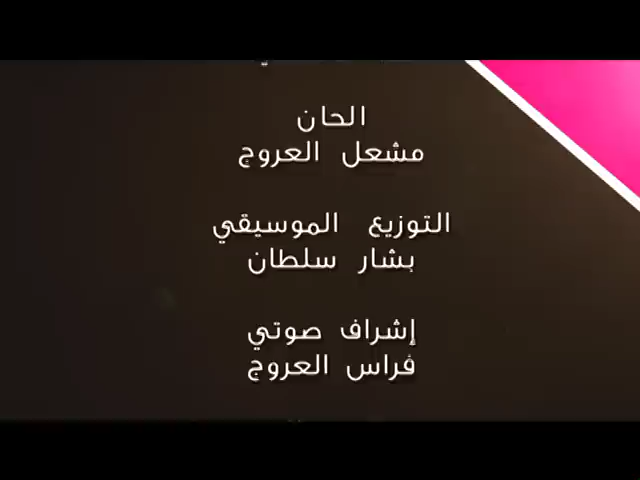 الحان
مشعل العروج
التوزيع الموسيقي
بشار سلطان
إشراف صوتي
فراس العروج